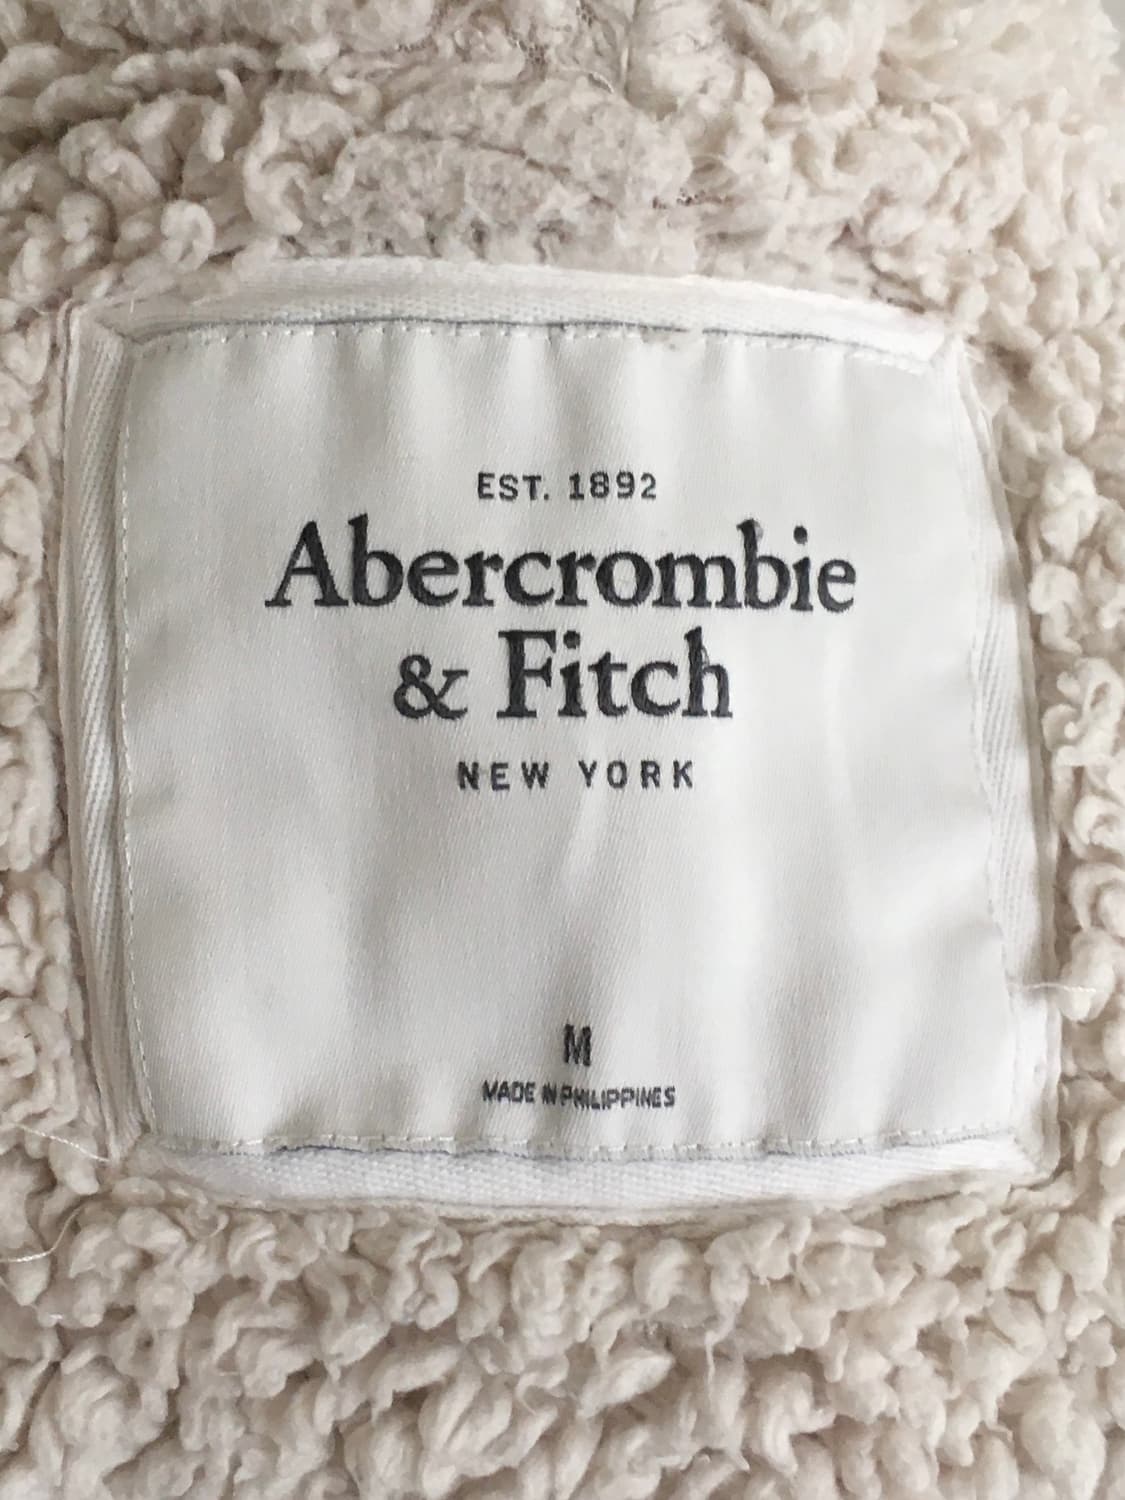 EST. 1892
Abercrombie
& Fitch
NEW YORK
M
MADE IN PHILIPPINES